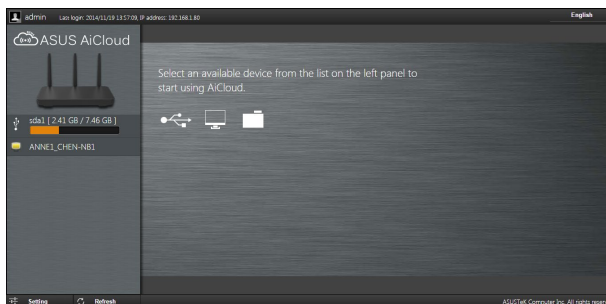 admin Last login: 2014/11/19 13:57:09, IP address: 192.168.1.80
English
ASUS AiCloud
sda1 [ 2.41 GB / 7.46 GB ]
ANNE1_CHEN-NB1
Select an available device from the list on the left panel to
start using AiCloud.
Setting Refresh
ASUSTeK Computer Inc. All rights reser